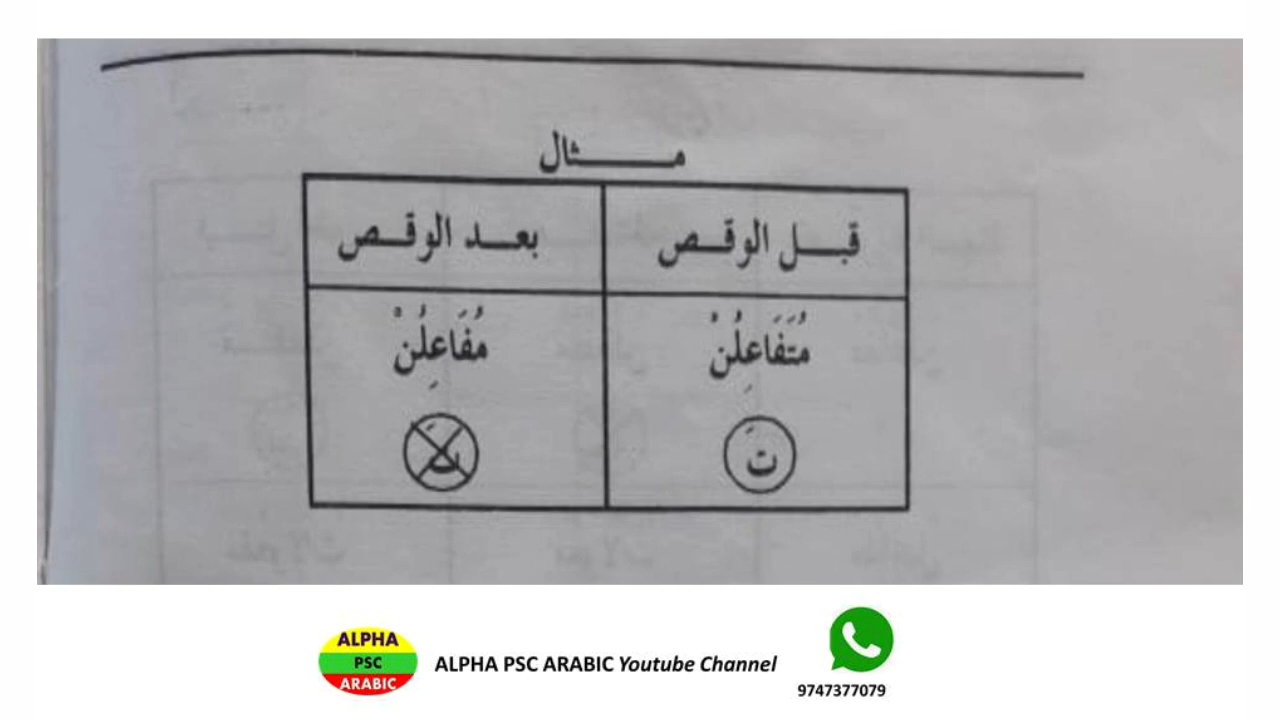 مثال
قبل الوقص بعد الوقص
مُتَفَاعِلُنْ مُفَاعِلُنْ
تَ تَ
ALPHA
PSC
ARABIC
ALPHA PSC ARABIC Youtube Channel
9747377079